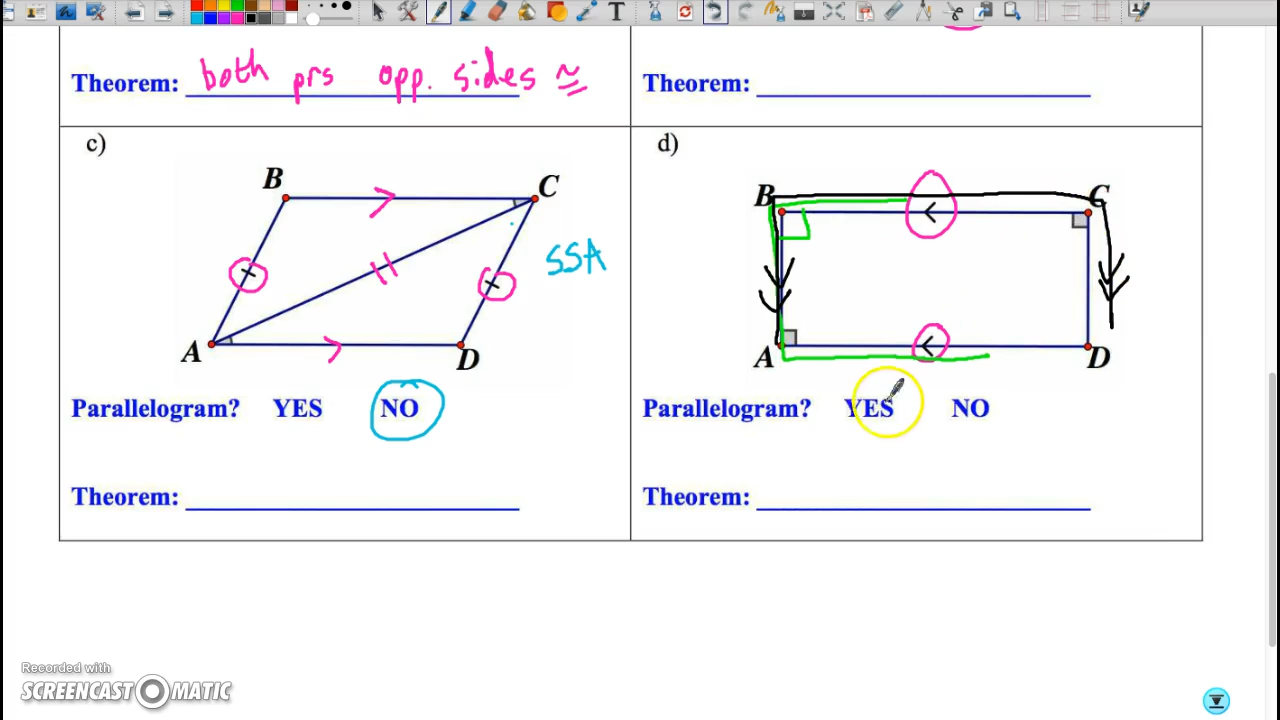 Theorem: both prs opp. sides ≅
Theorem:
c)
B
C
A
D
SSA
Parallelogram? YES NO
Theorem:
d)
B
C
A
D
Parallelogram? YES NO
Theorem:
Recorded with
SCREENCAST O MATIC